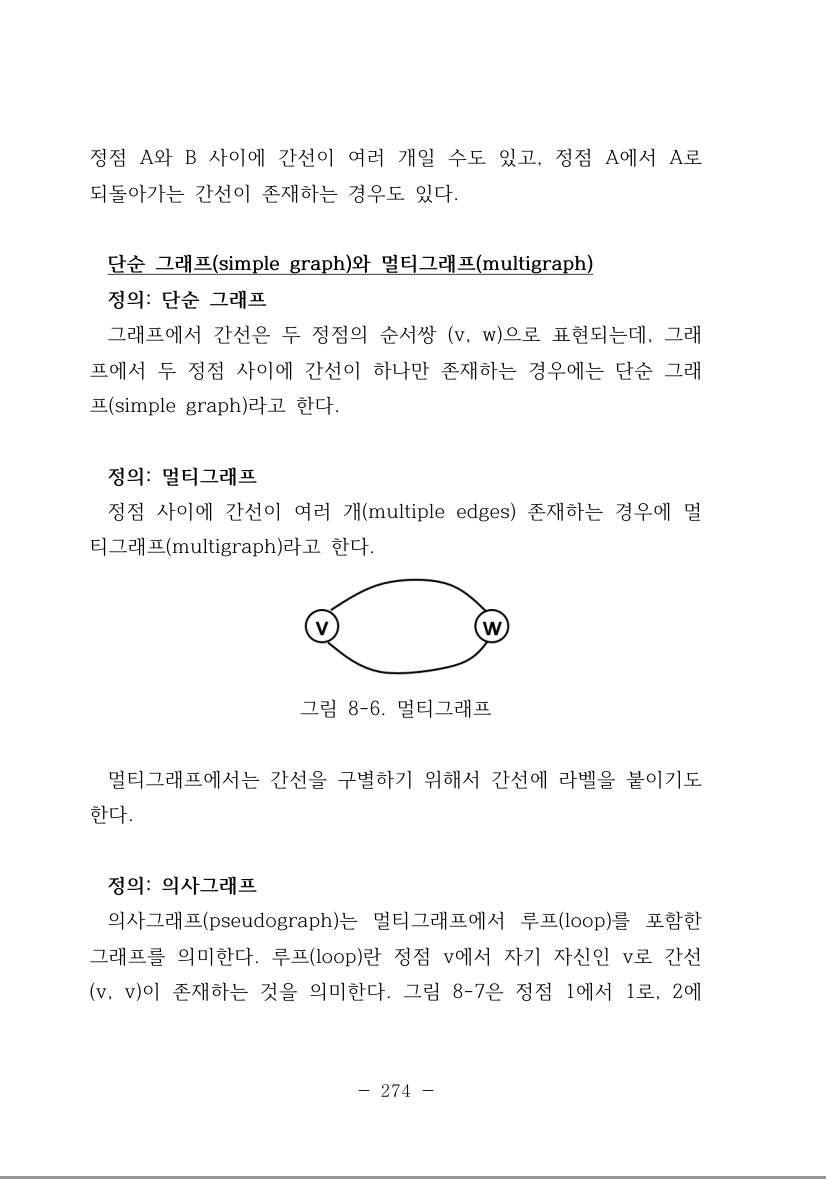 정점 A와 B 사이에 간선이 여러 개일 수도 있고, 정점 A에서 A로
되돌아가는 간선이 존재하는 경우도 있다.
단순 그래프(simple graph)와 멀티그래프(multigraph)
정의: 단순 그래프
그래프에서 간선은 두 정점의 순서쌍 (v, w)으로 표현되는데, 그래
프에서 두 정점 사이에 간선이 하나만 존재하는 경우에는 단순 그래
프(simple graph)라고 한다.
정의: 멀티그래프
정점 사이에 간선이 여러 개(multiple edges) 존재하는 경우에 멀
티그래프(multigraph)라고 한다.
V W
그림 8-6. 멀티그래프
멀티그래프에서는 간선을 구별하기 위해서 간선에 라벨을 붙이기도
한다.
정의: 의사그래프
의사그래프(pseudograph)는 멀티그래프에서 루프(loop)를 포함한
그래프를 의미한다. 루프(loop)란 정점 v에서 자기 자신인 v로 간선
(v, v)이 존재하는 것을 의미한다. 그림 8-7은 정점 1에서 1로, 2에
- 274 -